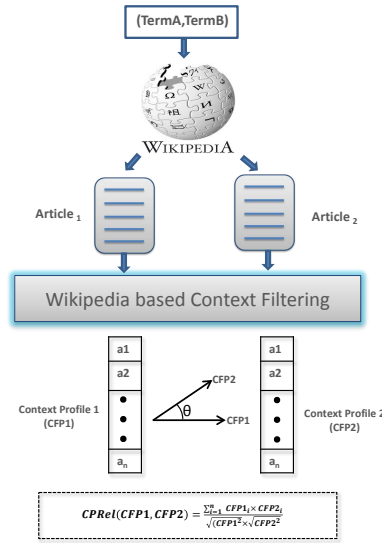 (TermA,TermB)
Ω
W
И
WIKIPEDIA
Article 1
Article 2
Wikipedia based Context Filtering
a1
a2
an
Context Profile 1
(CFP1)
CFP2
θ
CFP1
a1
a2
an
Context Profile 2
(CFP2)
CPRel(CFP1, CFP2) = ∑ⁿᵢ₌₁ CFP1ᵢ × CFP2ᵢ / √(CFP1² × √CFP2²